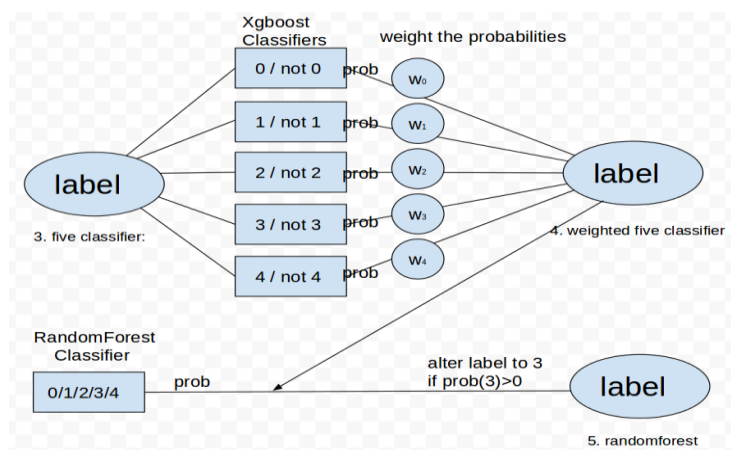 Xgboost
Classifiers
weight the probabilities
0 / not 0
prob
w₀
1 / not 1
prob
w₁
label
2 / not 2
prob
w₂
label
3 / not 3
prob
w₃
3. five classifier:
4. weighted five classifier
4 / not 4
prob
w₄
RandomForest
Classifier
0/1/2/3/4
prob
alter label to 3
if prob(3)>0
label
5. randomforest